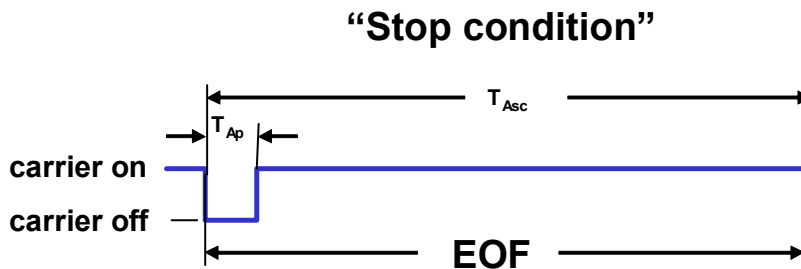 “Stop condition”
T_Asc
T_Ap
carrier on
carrier off
EOF